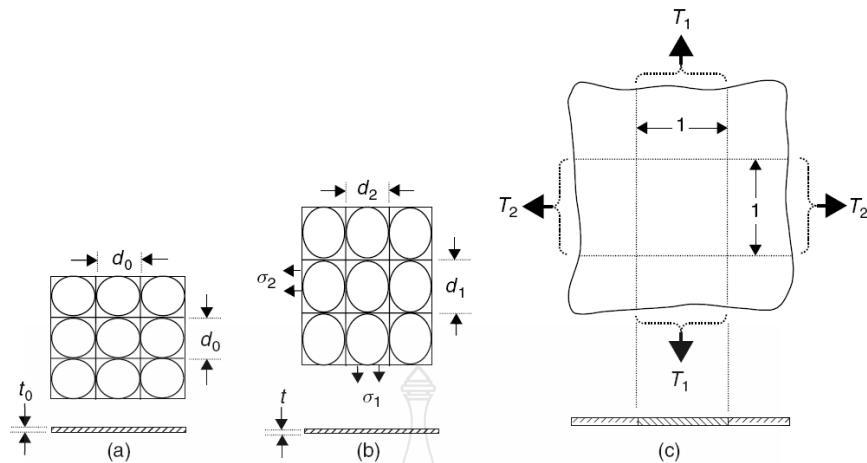 d₀
d₀
t₀
(a)
d₂
σ₂
d₁
σ₁
t
(b)
T₁
1
T₂
1
T₂
T₁
(c)